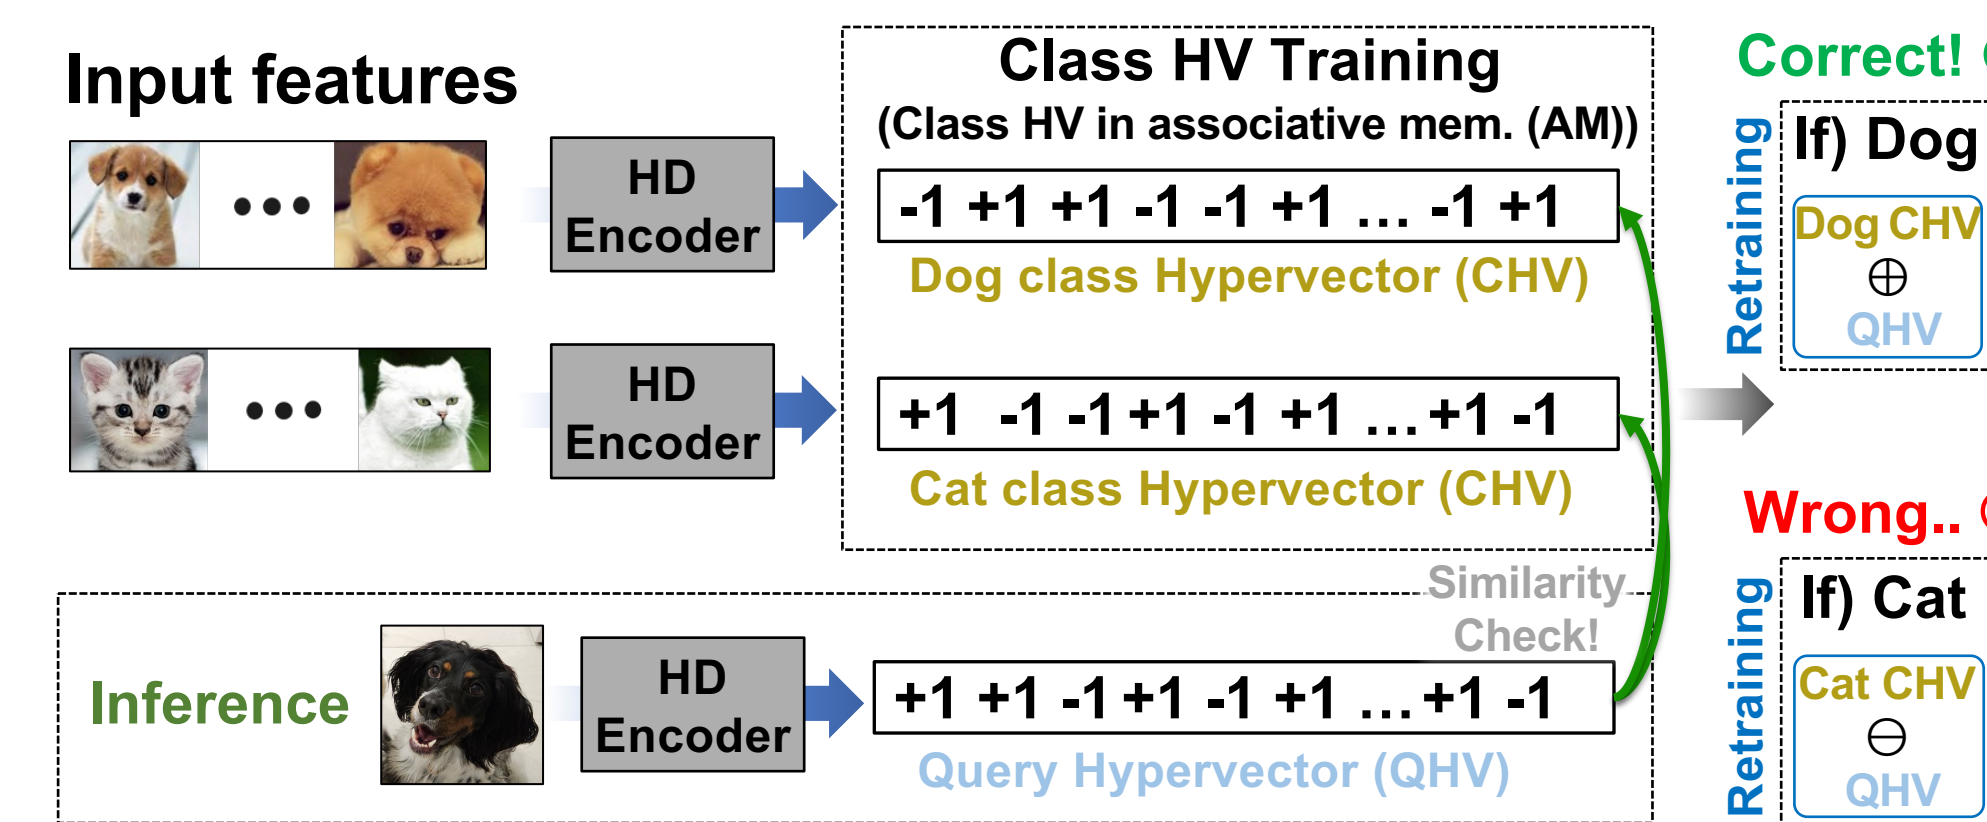 Input features
HD
Encoder
HD
Encoder
Class HV Training
(Class HV in associative mem. (AM))
-1 +1 +1 -1 -1 +1 … -1 +1
Dog class Hypervector (CHV)
+1 -1 -1 +1 -1 +1 … +1 -1
Cat class Hypervector (CHV)
Similarity
Check!
Inference
HD
Encoder
+1 +1 -1 +1 -1 +1 … +1 -1
Query Hypervector (QHV)
Correct!
Retraining
If) Dog
Dog CHV
⊕
QHV
Wrong..
Retraining
If) Cat
Cat CHV
⊖
QHV